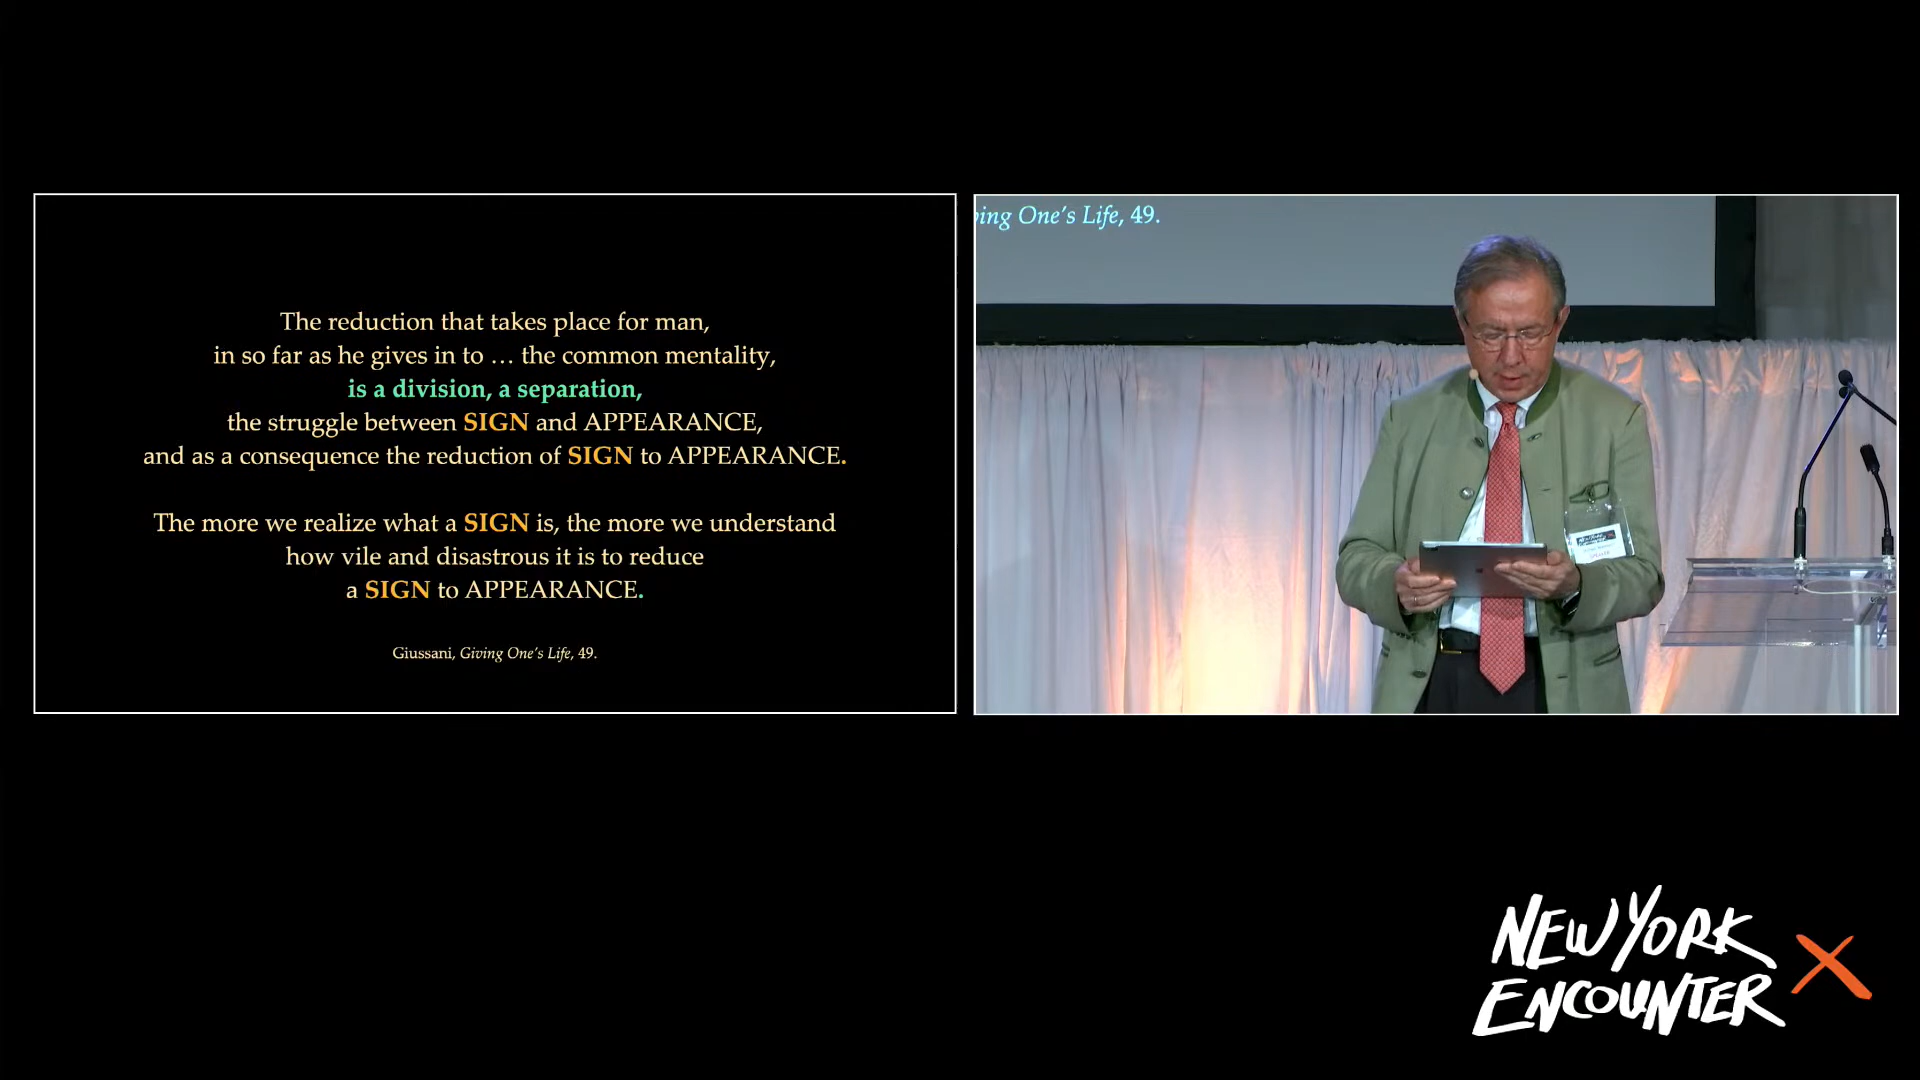 The reduction that takes place for man,
in so far as he gives in to … the common mentality,
is a division, a separation,
the struggle between SIGN and APPEARANCE,
and as a consequence the reduction of SIGN to APPEARANCE.
The more we realize what a SIGN is, the more we understand
how vile and disastrous it is to reduce
a SIGN to APPEARANCE.
Giussani, Giving One's Life, 49.
ing One's Life, 49.
NEW YORK
ENCOUNTER